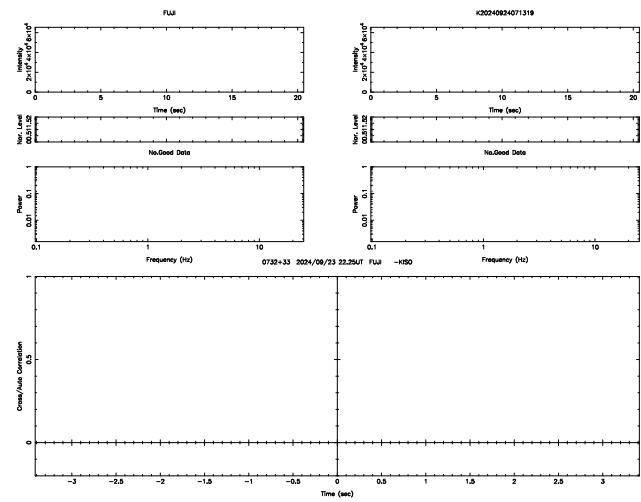 FUJI
K20240924071319
Intensity
0 2×10⁴ 4×10⁴ 6×10⁴
0 5 10 15 20
Time (sec)
Intensity
0 2×10⁴ 4×10⁴ 6×10⁴
0 5 10 15 20
Time (sec)
Nor. Level
0 0.5 1 1.5 2
Nor. Level
0 0.5 1 1.5 2
No.Good Data
No.Good Data
Power
0.01 0.1 1
0.1 1 10
Frequency (Hz)
Power
0.01 0.1 1
0.1 1 10
Frequency (Hz)
0732+33 2024/09/23 22.25UT FUJI -KISO
Cross/Auto Correlation
0 0.5 1
-3 -2.5 -2 -1.5 -1 -0.5 0 0.5 1 1.5 2 2.5 3
Time (sec)